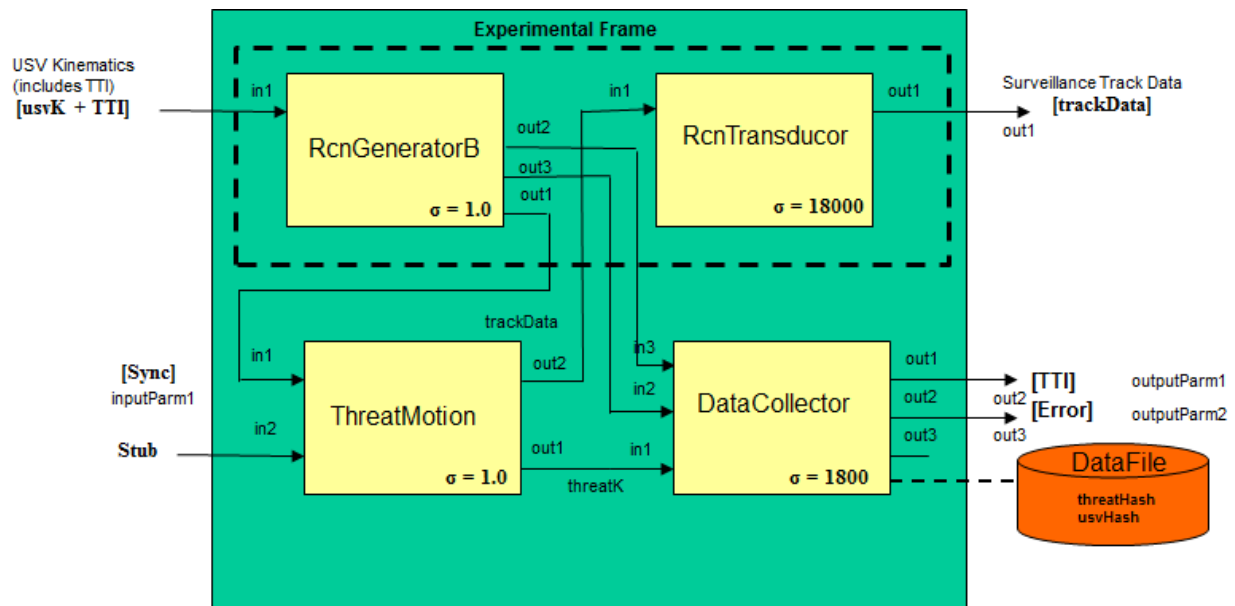 Experimental Frame
USV Kinematics
(includes TTI)
[usvK + TTI]
in1
RcnGeneratorB
σ = 1.0
out2
out3
out1
in1
RcnTransducor
σ = 18000
out1
Surveillance Track Data
[trackData]
out1
trackData
[Sync]
inputParm1
Stub
in1
in2
ThreatMotion
σ = 1.0
out2
out1
threatK
in3
in2
in1
DataCollector
σ = 1800
out1
out2
out3
[TTI]
outputParm1
out2
[Error]
outputParm2
out3
DataFile
threatHash
usvHash